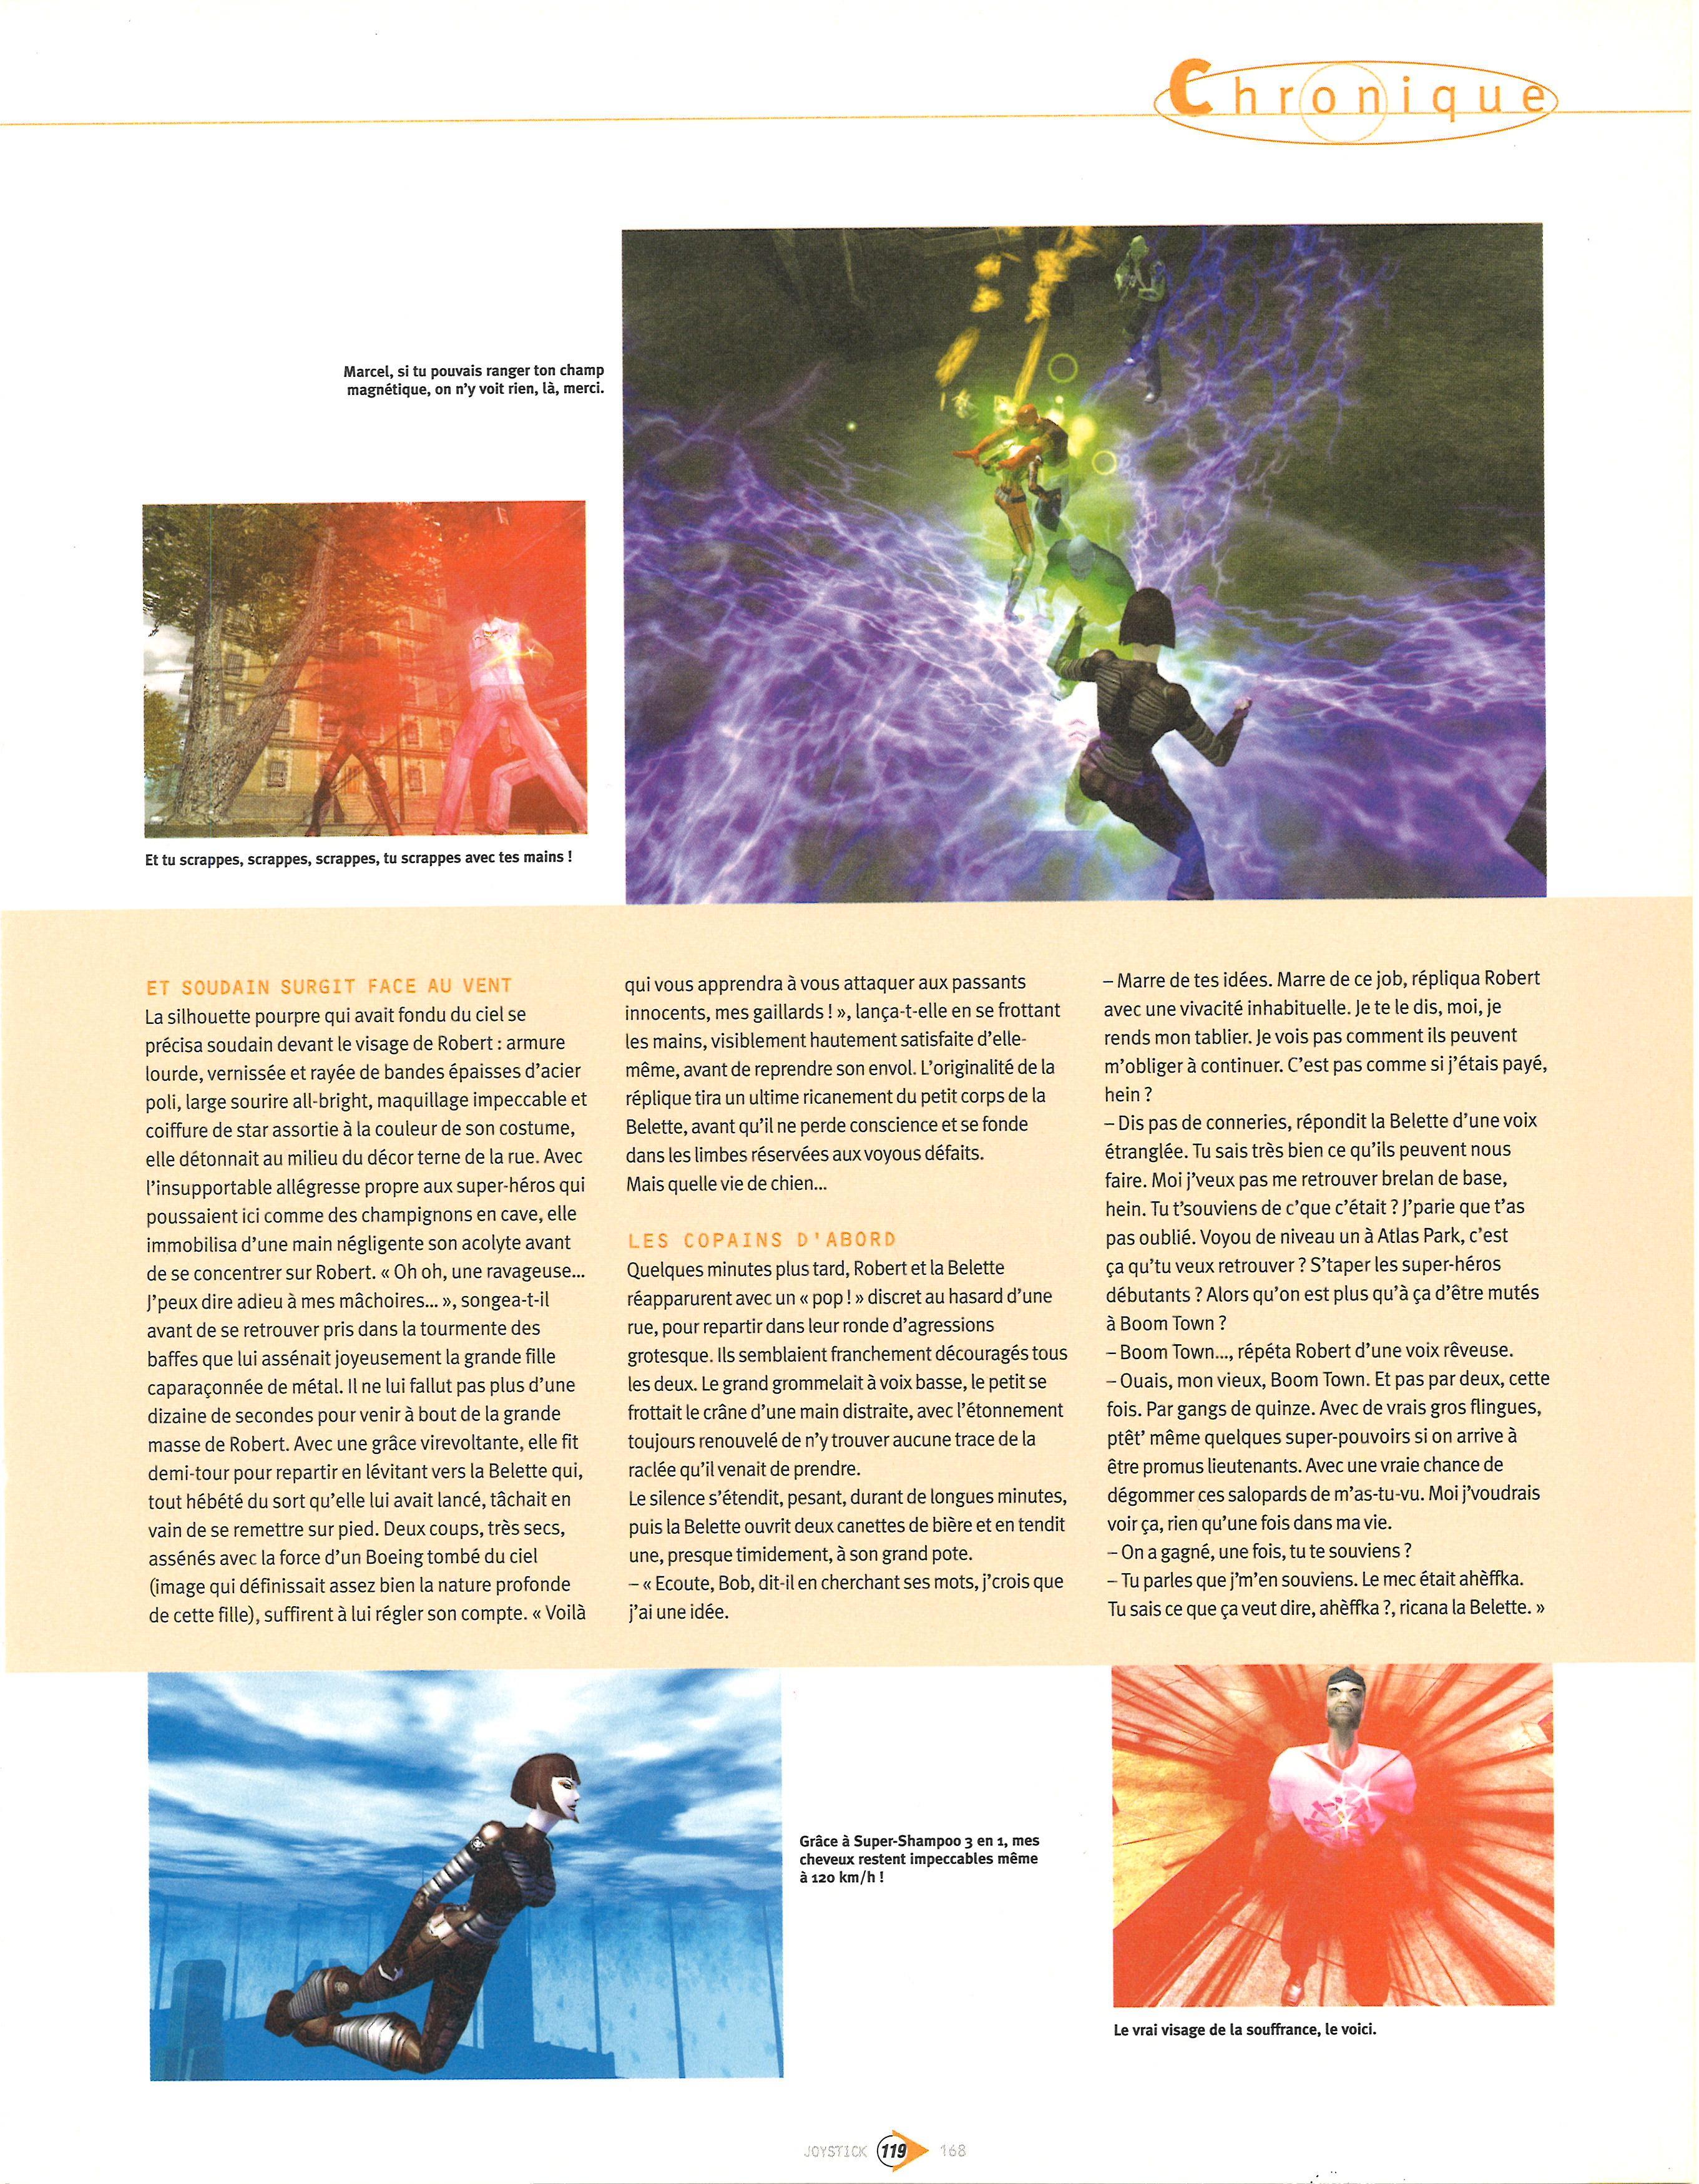 Chronique
Marcel, si tu pouvais ranger ton champ
magnétique, on n'y voit rien, là, merci.
Et tu scrappes, scrappes, scrappes, tu scrappes avec tes mains !
ET SOUDAIN SURGIT FACE AU VENT
La silhouette pourpre qui avait fondu du ciel se
précisa soudain devant le visage de Robert : armure
lourde, vernissée et rayée de bandes épaisses d'acier
poli, large sourire all-bright, maquillage impeccable et
coiffure de star assortie à la couleur de son costume,
elle détonnait au milieu du décor terne de la rue. Avec
l'insupportable allégresse propre aux super-héros qui
poussaient ici comme des champignons en cave, elle
immobilisa d'une main négligente son acolyte avant
de se concentrer sur Robert. « Oh oh, une ravageuse...
J'peux dire adieu à mes mâchoires... », songea-t-il
avant de se retrouver pris dans la tourmente des
baffes que lui assénait joyeusement la grande fille
caparaçonnée de métal. Il ne lui fallut pas plus d'une
dizaine de secondes pour venir à bout de la grande
masse de Robert. Avec une grâce virevoltante, elle fit
demi-tour pour repartir en lévitant vers la Belette qui,
tout hébété du sort qu'elle lui avait lancé, tâchait en
vain de se remettre sur pied. Deux coups, très secs,
assénés avec la force d'un Boeing tombé du ciel
(image qui définissait assez bien la nature profonde
de cette fille), suffirent à lui régler son compte. « Voilà
qui vous apprendra à vous attaquer aux passants
innocents, mes gaillards ! », lança-t-elle en se frottant
les mains, visiblement hautement satisfaite d'elle-
même, avant de reprendre son envol. L'originalité de la
réplique tira un ultime ricanement du petit corps de la
Belette, avant qu'il ne perde conscience et se fonde
dans les limbes réservées aux voyous défaits.
Mais quelle vie de chien...
LES COPAINS D'ABORD
Quelques minutes plus tard, Robert et la Belette
réapparurent avec un « pop ! » discret au hasard d'une
rue, pour repartir dans leur ronde d'agressions
grotesque. Ils semblaient franchement découragés tous
les deux. Le grand grommelait à voix basse, le petit se
frottait le crâne d'une main distraite, avec l'étonnement
toujours renouvelé de n'y trouver aucune trace de la
raclée qu'il venait de prendre.
Le silence s'étendit, pesant, durant de longues minutes,
puis la Belette ouvrit deux canettes de bière et en tendit
une, presque timidement, à son grand pote.
– « Ecoute, Bob, dit-il en cherchant ses mots, j'crois que
j'ai une idée.
– Marre de tes idées. Marre de ce job, répliqua Robert
avec une vivacité inhabituelle. Je te le dis, moi, je
rends mon tablier. Je vois pas comment ils peuvent
m'obliger à continuer. C'est pas comme si j'étais payé,
hein ?
– Dis pas de conneries, répondit la Belette d'une voix
étranglée. Tu sais très bien ce qu'ils peuvent nous
faire. Moi j'veux pas me retrouver brelan de base,
hein. Tu t'souviens de c'que c'était ? J'parie que t'as
pas oublié. Voyou de niveau un à Atlas Park, c'est
ça qu'tu veux retrouver ? S'taper les super-héros
débutants ? Alors qu'on est plus qu'à ça d'être mutés
à Boom Town ?
– Boom Town..., répéta Robert d'une voix rêveuse.
– Ouais, mon vieux, Boom Town. Et pas par deux, cette
fois. Par gangs de quinze. Avec de vrais gros flingues,
ptêt' même quelques super-pouvoirs si on arrive à
être promus lieutenants. Avec une vraie chance de
dégommer ces salopards de m'as-tu-vu. Moi j'voudrais
voir ça, rien qu'une fois dans ma vie.
– On a gagné, une fois, tu te souviens ?
– Tu parles que j'm'en souviens. Le mec était ahèffka.
Tu sais ce que ça veut dire, ahèffka ?, ricana la Belette. »
Grâce à Super-Shampoo 3 en 1, mes
cheveux restent impeccables même
à 120 km/h !
Le vrai visage de la souffrance, le voici.
JOYSTICK 119 168